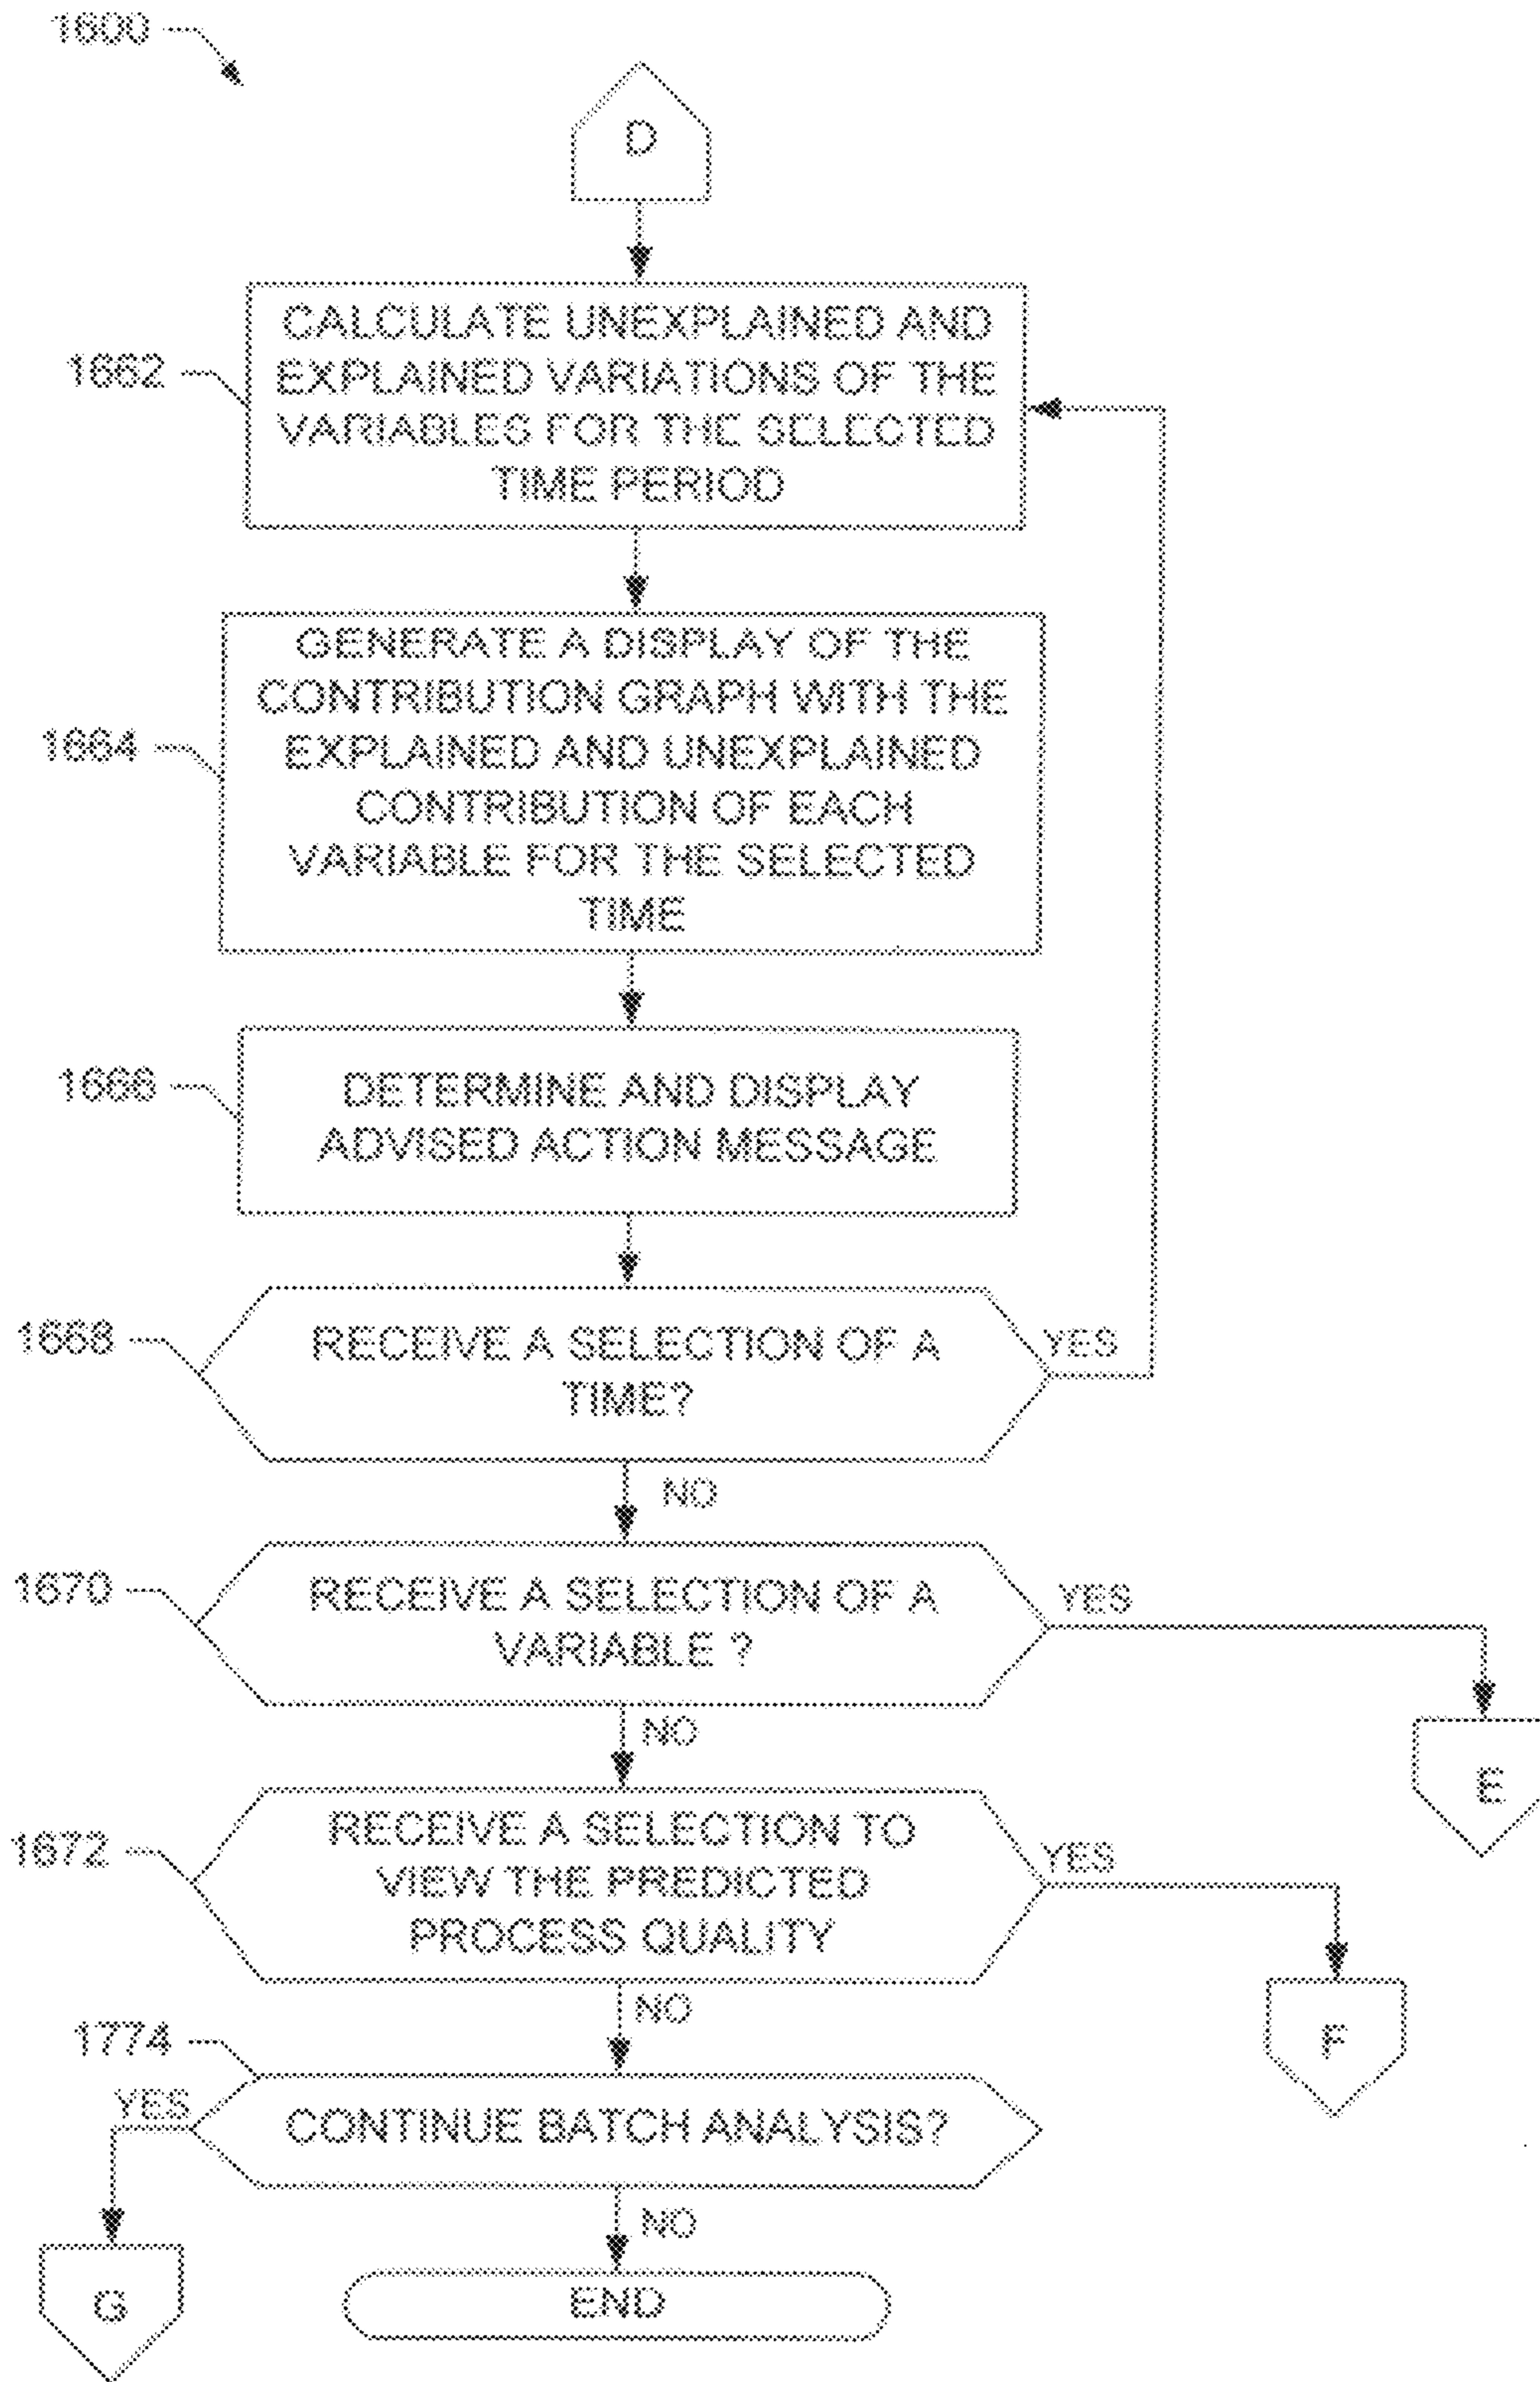 1600
D
1662
CALCULATE UNEXPLAINED AND
EXPLAINED VARIATIONS OF THE
VARIABLES FOR THE SELECTED
TIME PERIOD
1664
GENERATE A DISPLAY OF THE
CONTRIBUTION GRAPH WITH THE
EXPLAINED AND UNEXPLAINED
CONTRIBUTION OF EACH
VARIABLE FOR THE SELECTED
TIME
1666
DETERMINE AND DISPLAY
ADVISED ACTION MESSAGE
1668
RECEIVE A SELECTION OF A
TIME?
YES
NO
1670
RECEIVE A SELECTION OF A
VARIABLE ?
YES
E
NO
1672
RECEIVE A SELECTION TO
VIEW THE PREDICTED
PROCESS QUALITY
YES
F
NO
1774
YES
CONTINUE BATCH ANALYSIS?
NO
G
END